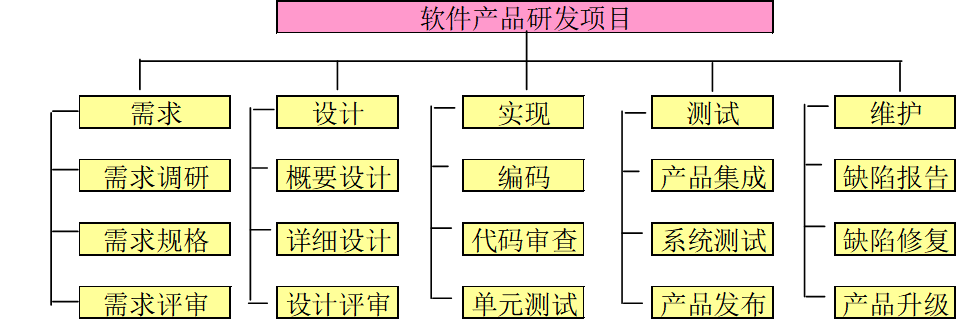 软件产品研发项目
需求
设计
实现
测试
维护
需求调研
概要设计
编码
产品集成
缺陷报告
需求规格
详细设计
代码审查
系统测试
缺陷修复
需求评审
设计评审
单元测试
产品发布
产品升级